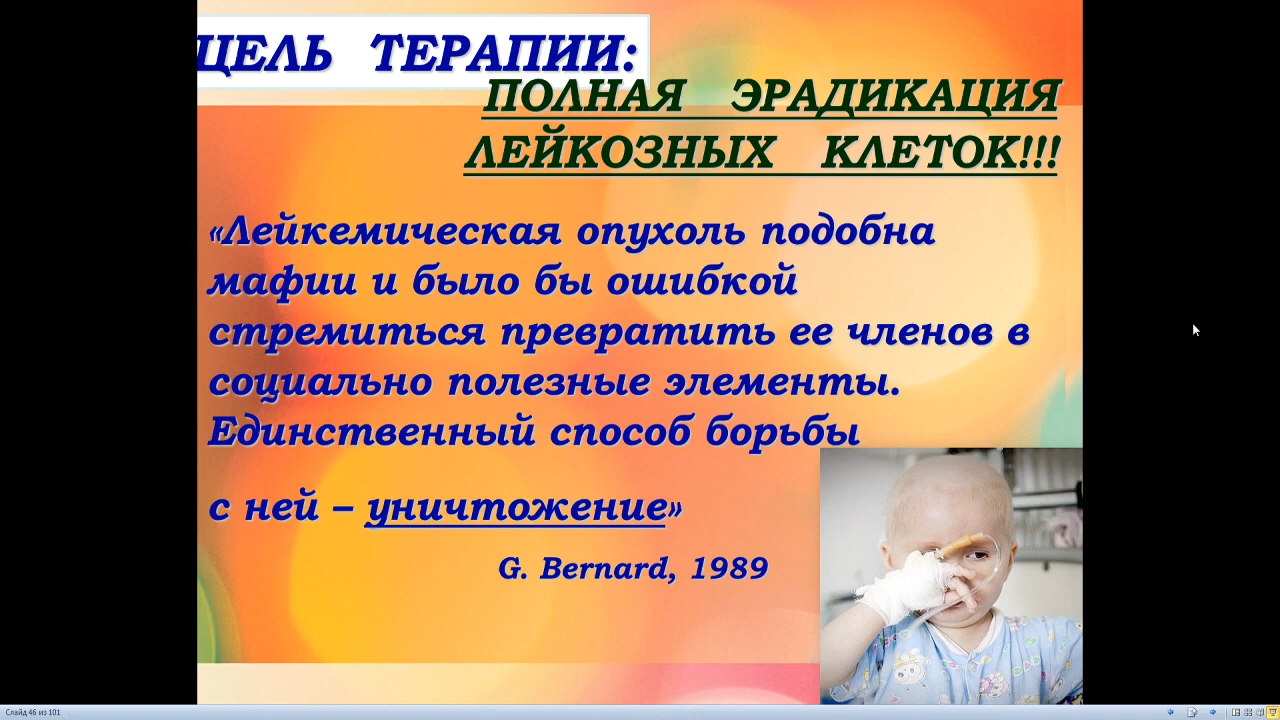 ЦЕЛЬ ТЕРАПИИ:
ПОЛНАЯ ЭРАДИКАЦИЯ
ЛЕЙКОЗНЫХ КЛЕТОК!!!
«Лейкемическая опухоль подобна
мафии и было бы ошибкой
стремиться превратить ее членов в
социально полезные элементы.
Единственный способ борьбы
с ней – уничтожение»
G. Bernard, 1989
Слайд 46 из 101